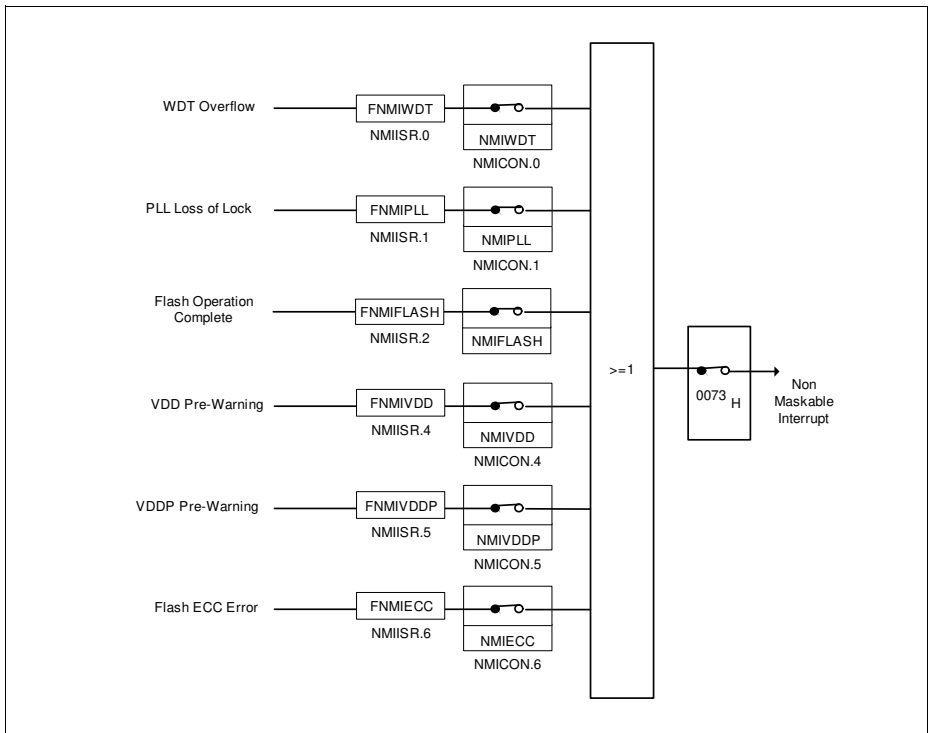 WDT Overflow
FNMIWDT
NMIISR.0
NMIWDT
NMICON.0
PLL Loss of Lock
FNMIPLL
NMIISR.1
NMIPLL
NMICON.1
Flash Operation
Complete
FNMIFLASH
NMIISR.2
NMIFLASH
VDD Pre-Warning
FNMIVDD
NMIISR.4
NMIVDD
NMICON.4
VDDP Pre-Warning
FNMIVDDP
NMIISR.5
NMIVDDP
NMICON.5
Flash ECC Error
FNMIECC
NMIISR.6
NMIECC
NMICON.6
>=1
0073 H
Non
Maskable
Interrupt